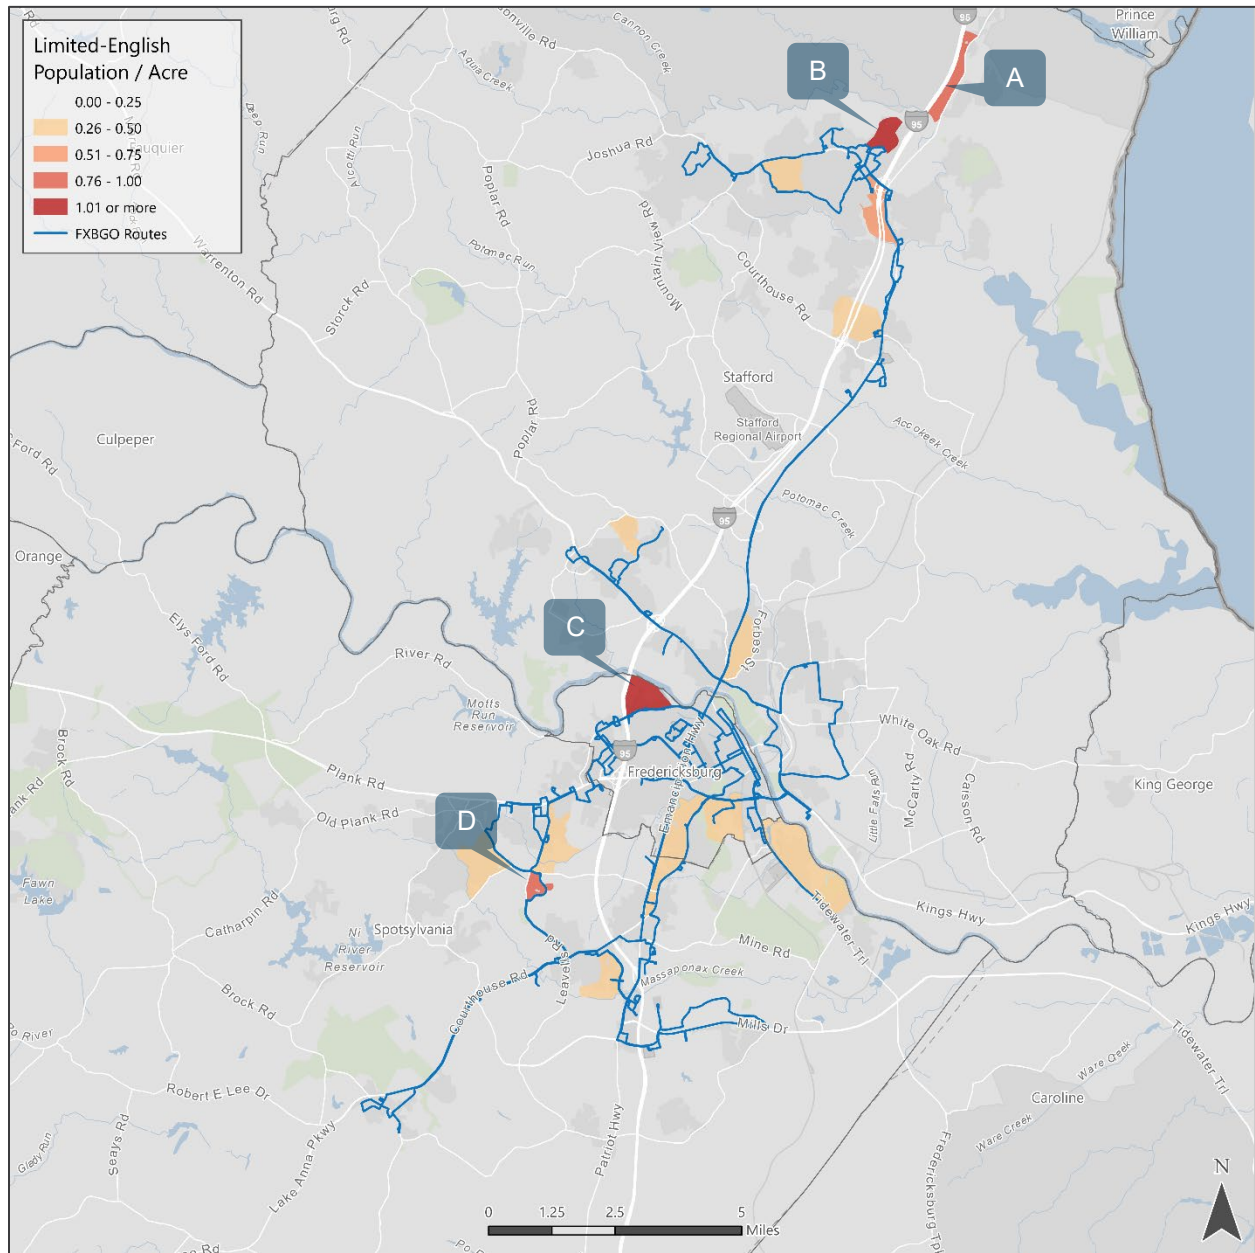 Limited-English
Population / Acre
0.00 - 0.25
0.26 - 0.50
0.51 - 0.75
0.76 - 1.00
1.01 or more
FXBGO Routes
95
Prince
William
Cannon Creek
Aquia Creek
Deep Run
Alcotti Run
A
B
95
Joshua Rd
Poplar Rd
Mountain View Rd
Potomac Run
Courthouse Rd
Warrenton Rd
Storck Rd
Stafford
Stafford
Regional Airport
Accokeek Creek
Culpeper
Poplar Rd
Potomac Creek
95
Orange
Elys Ford Rd
C
Forbes St
River Rd
Motts
Run
Reservoir
White Oak Rd
Brock Rd
95
Fredericksburg
Plank Rd
Old Plank Rd
Little Falls Run
McCarty Rd
Caisson Rd
King George
D
Fawn
Lake
Catharpin Rd
Spotsylvania
Ni
River
Reservoir
Tidewater Trl
Kings Hwy
Kings Hwy
Mine Rd
Leavells Rd
Massaponax Creek
Brock Rd
Courthouse Rd
Mills Dr
Tidewater Trl
Robert E Lee Dr
Caroline
Ware Creek
Seays Rd
Lake Anna Pkwy
Patriot Hwy
Glady Run
Fredericksburg Tpk
N
0 1.25 2.5 5
Miles